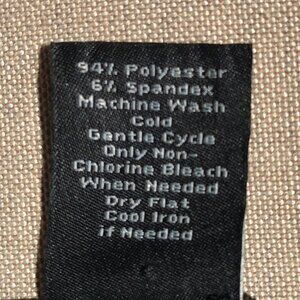 94% Polyester
6% Spandex
Machine Wash
Cold
Gentle Cycle
Only Non-
Chlorine Bleach
When Needed
Dry Flat
Cool Iron
if Needed